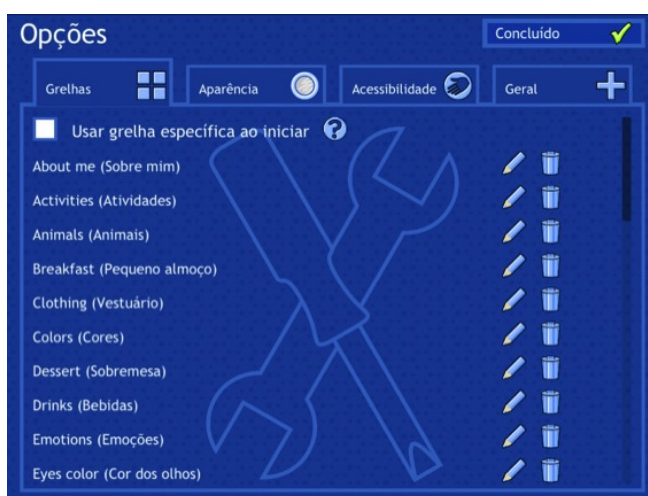 Opções
Concluído
Grelhas
Aparência
Acessibilidade
Geral
Usar grelha específica ao iniciar
About me (Sobre mim)
Activities (Atividades)
Animals (Animais)
Breakfast (Pequeno almoço)
Clothing (Vestuário)
Colors (Cores)
Dessert (Sobremesa)
Drinks (Bebidas)
Emotions (Emoções)
Eyes color (Cor dos olhos)